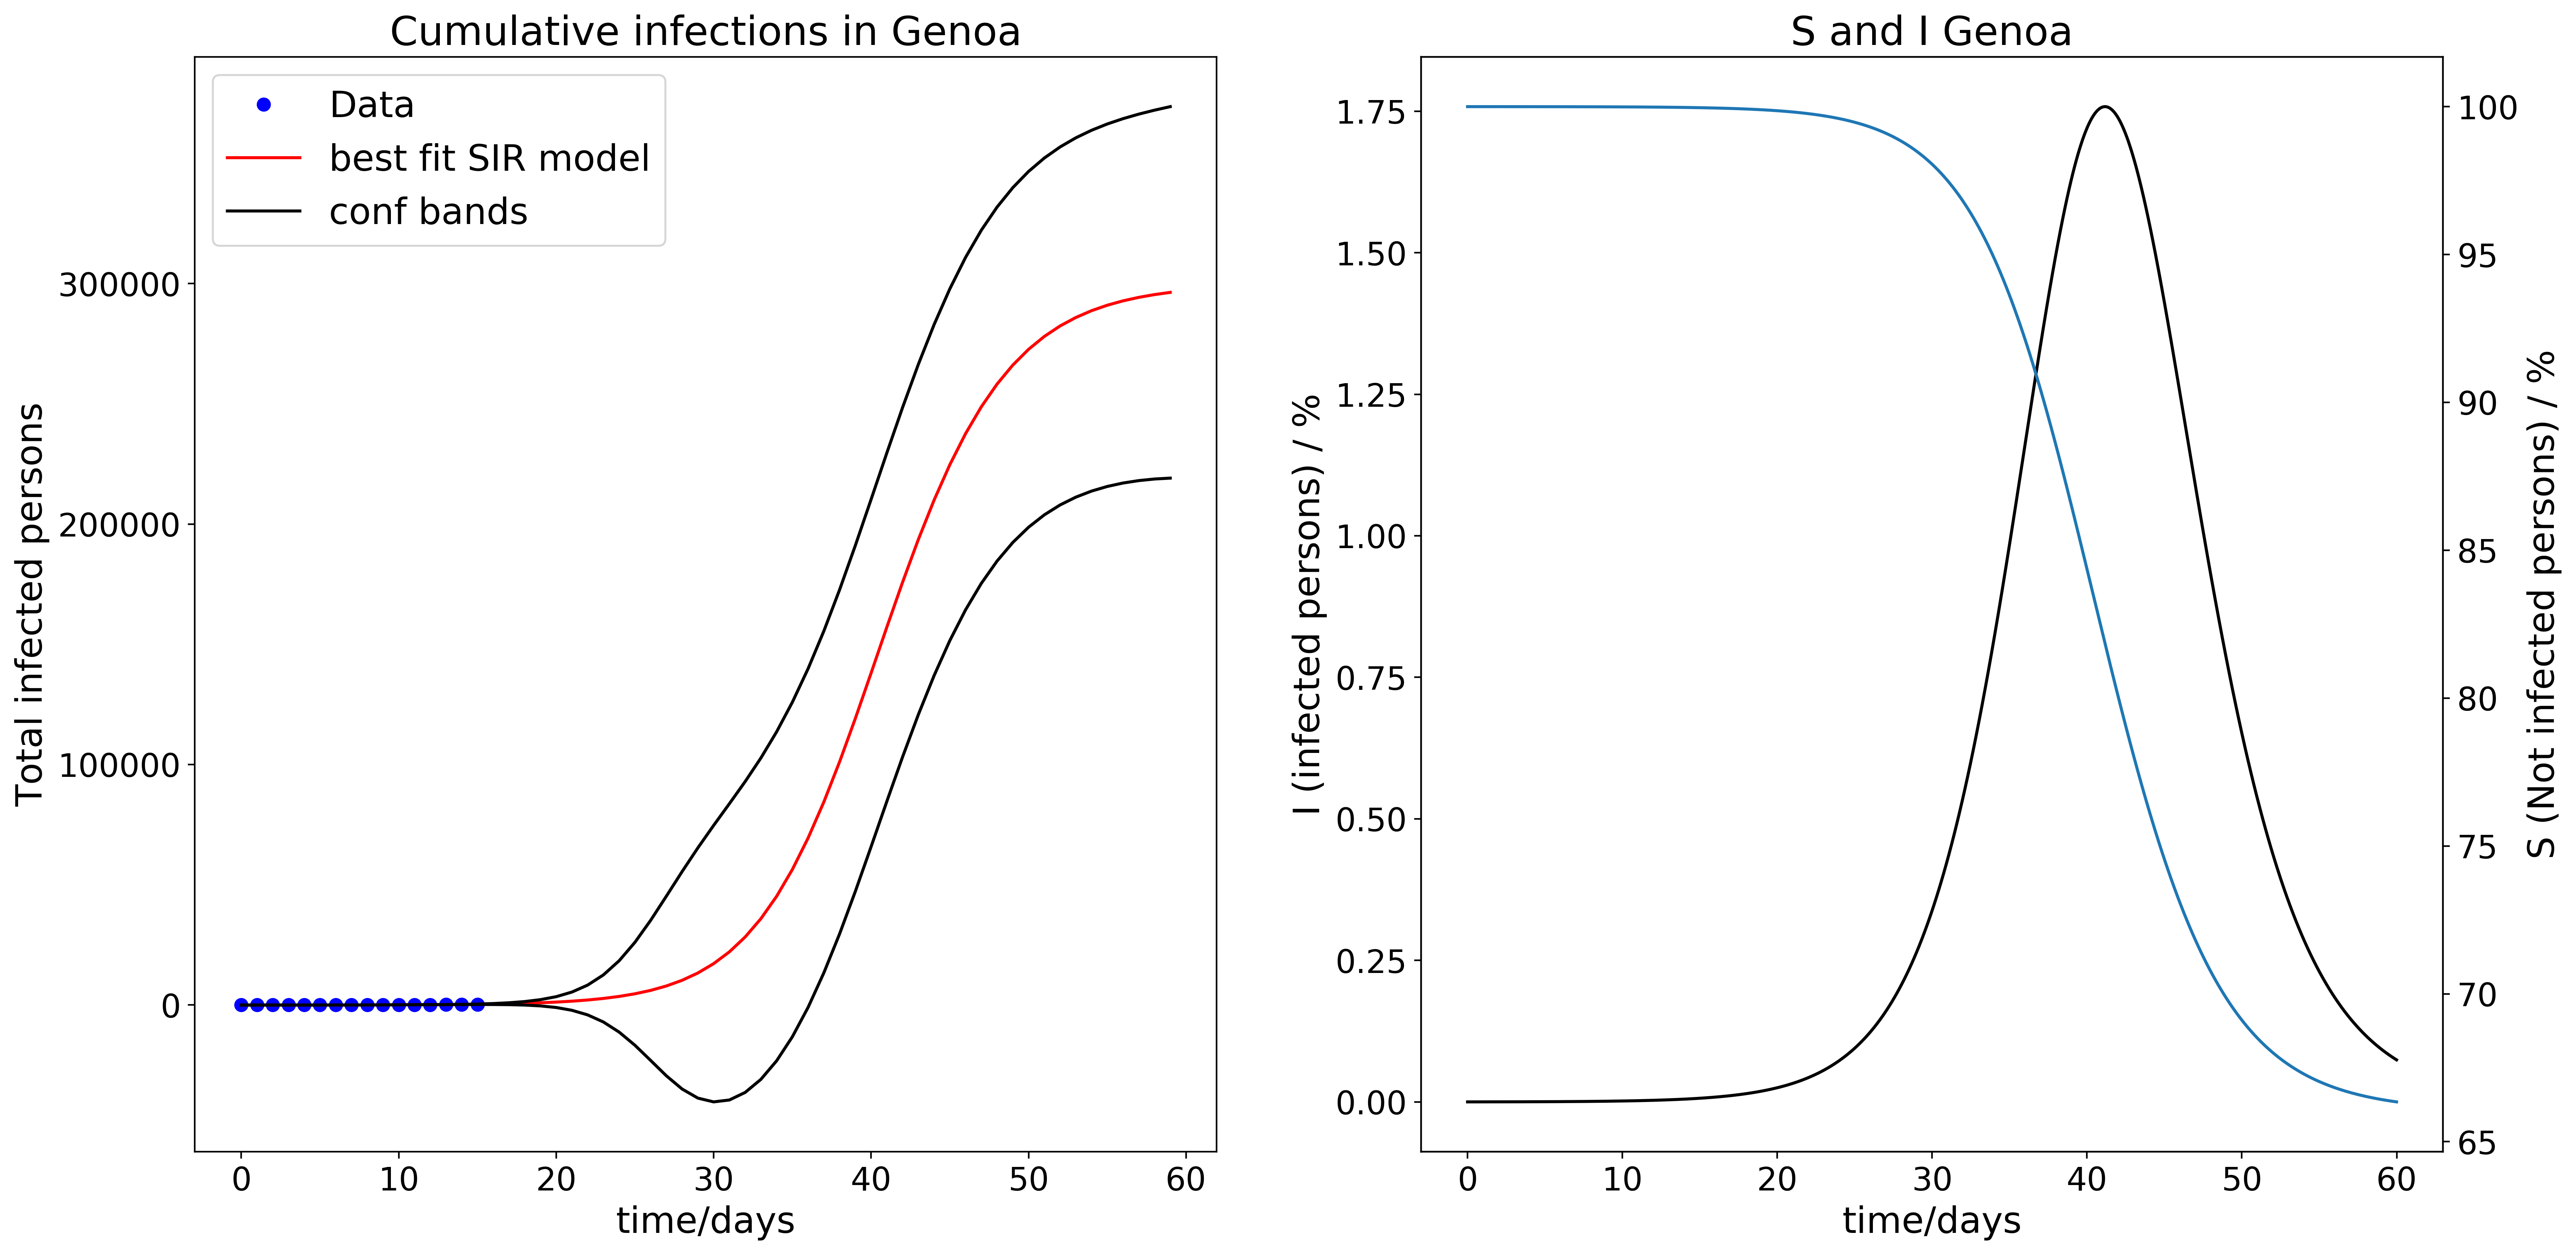 Cumulative infections in Genoa
Data
best fit SIR model
conf bands
Total infected persons
300000
200000
100000
0
0 10 20 30 40 50 60
time/days
S and I Genoa
I (infected persons) / %
1.75
1.50
1.25
1.00
0.75
0.50
0.25
0.00
100
95
90
85
80
75
70
65
S (Not infected persons) / %
0 10 20 30 40 50 60
time/days